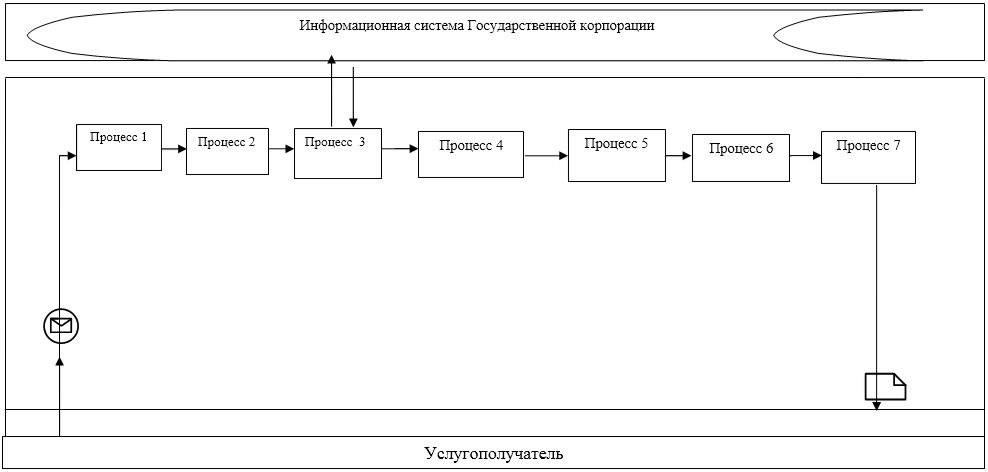 Информационная система Государственной корпорации
Процесс 1
Процесс 2
Процесс 3
Процесс 4
Процесс 5
Процесс 6
Процесс 7
Услугополучатель